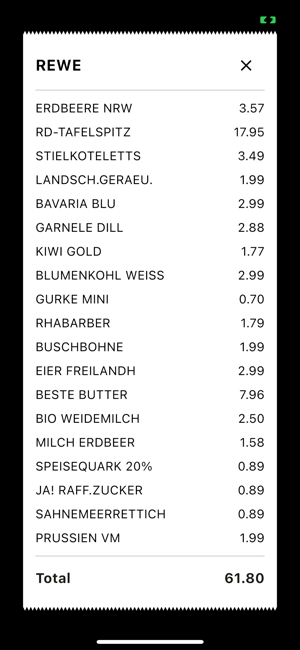 REWE
ERDBEERE NRW 3.57
RD-TAFELSPITZ 17.95
STIELKOTELETTS 3.49
LANDSCH.GERAEU. 1.99
BAVARIA BLU 2.99
GARNELE DILL 2.88
KIWI GOLD 1.77
BLUMENKOHL WEISS 2.99
GURKE MINI 0.70
RHABARBER 1.79
BUSCHBOHNE 1.99
EIER FREILANDH 2.99
BESTE BUTTER 7.96
BIO WEIDEMILCH 2.50
MILCH ERDBEER 1.58
SPEISEQUARK 20% 0.89
JA! RAFF.ZUCKER 0.89
SAHNEMEERRETTICH 0.89
PRUSSIEN VM 1.99
Total 61.80